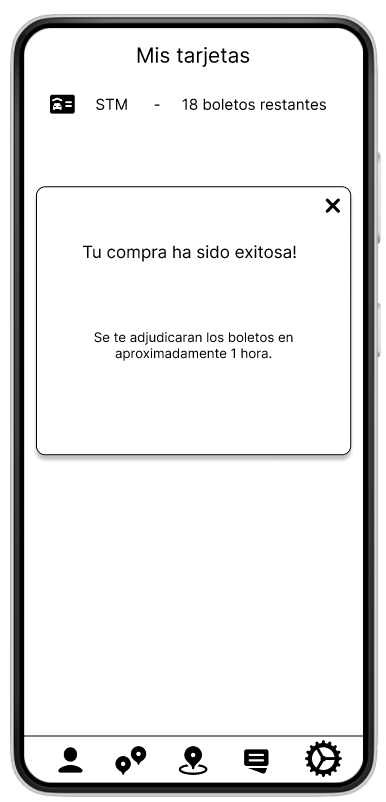 Mis tarjetas
STM - 18 boletos restantes
Tu compra ha sido exitosa!
Se te adjudicaran los boletos en
aproximadamente 1 hora.